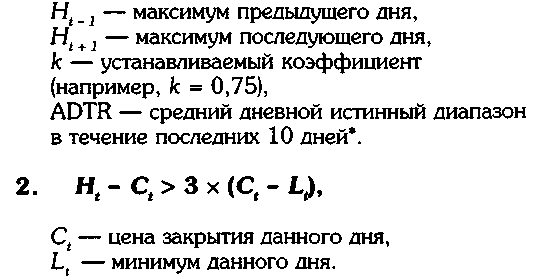 H_{t – 1} — максимум предыдущего дня,
H_{t + 1} — максимум последующего дня,
k — устанавливаемый коэффициент
(например, k = 0,75),
ADTR — средний дневной истинный диапазон
в течение последних 10 дней*.
2. H_t – C_t > 3 × (C_t – L_t),
C_t — цена закрытия данного дня,
L_t — минимум данного дня.